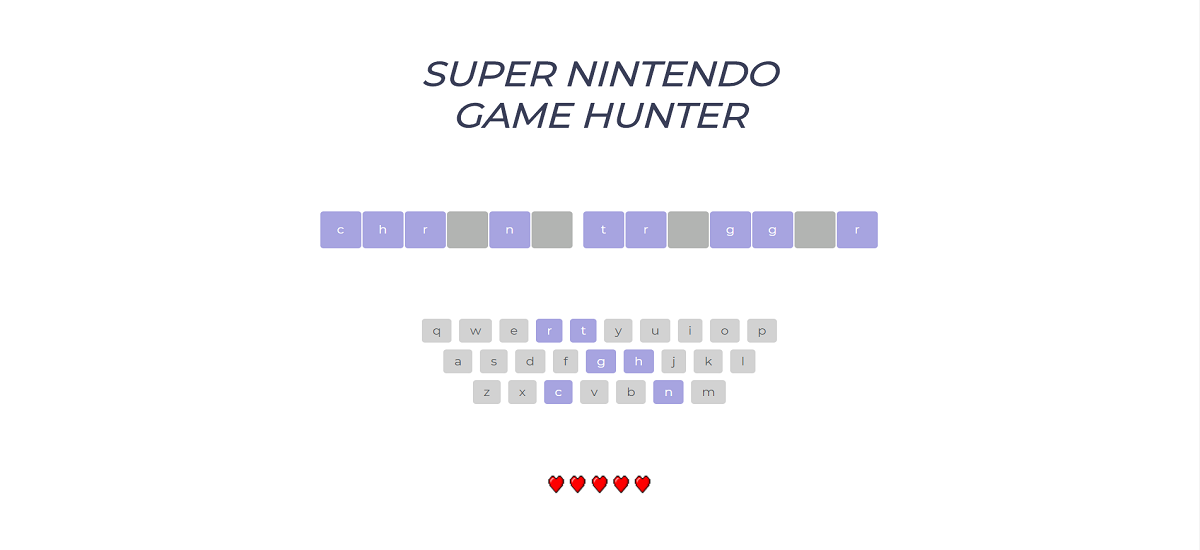 SUPER NINTENDO
GAME HUNTER
c h r n t r g g r
q w e r t y u i o p
a s d f g h j k l
z x c v b n m